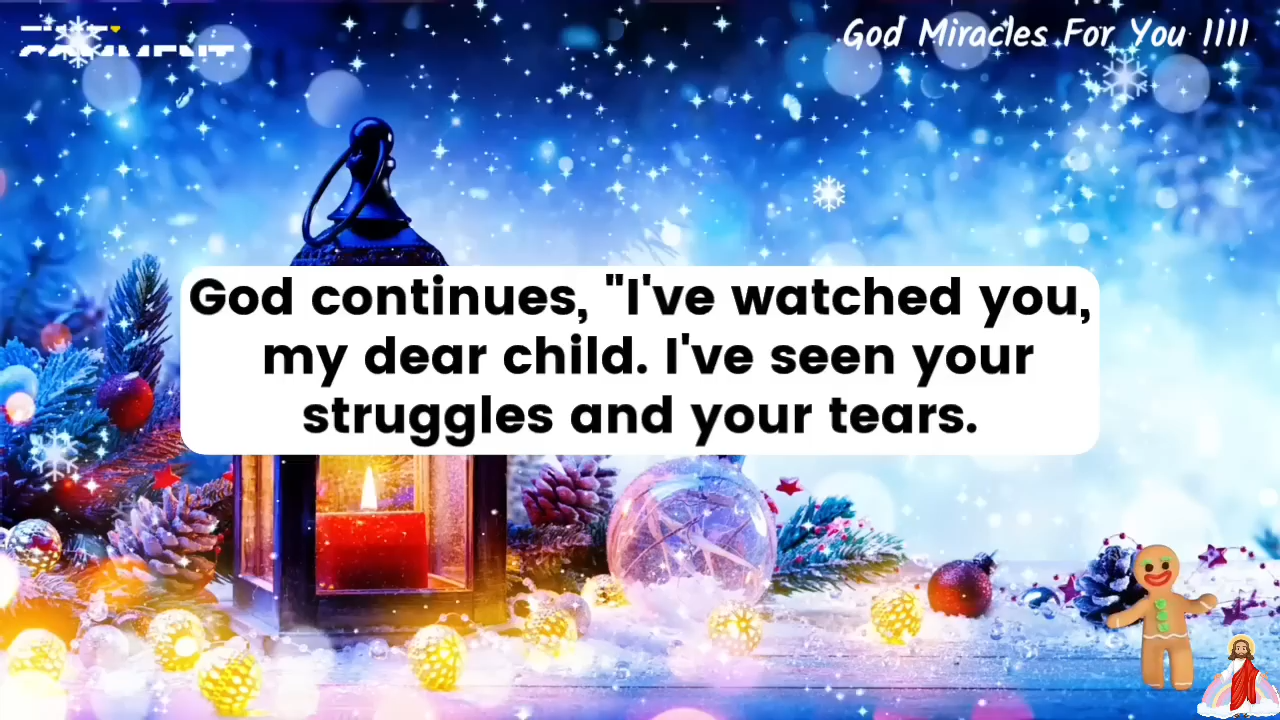 God Miracles For You 1111
God continues, "I've watched you,
my dear child. I've seen your
struggles and your tears.